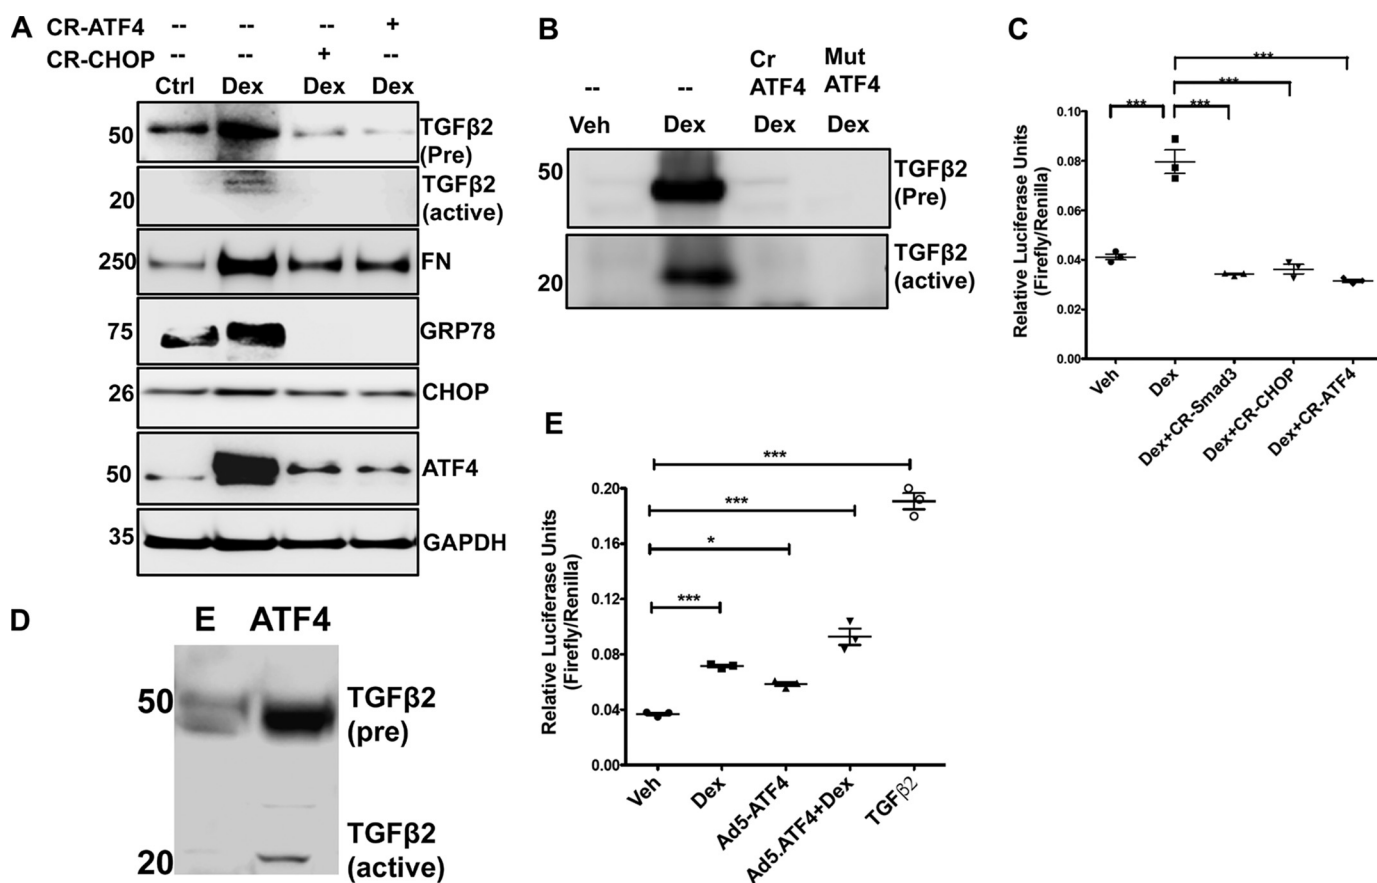 A
CR-ATF4 -- -- -- +
CR-CHOP -- -- + --
Ctrl Dex Dex Dex
50 TGFβ2
(Pre)
20 TGFβ2
(active)
250 FN
75 GRP78
26 CHOP
50 ATF4
35 GAPDH
B
Cr Mut
-- -- ATF4 ATF4
Veh Dex Dex Dex
50 TGFβ2
(Pre)
20 TGFβ2
(active)
C
***
***
*** ***
Relative Luciferase Units
(Firefly/Renilla)
0.10
0.08
0.06
0.04
0.02
0.00
Veh
Dex
Dex+CR-Smad3
Dex+CR-CHOP
Dex+CR-ATF4
D
E ATF4
50 TGFβ2
(pre)
20 TGFβ2
(active)
E
***
***
*
***
Relative Luciferase Units
(Firefly/Renilla)
0.20
0.16
0.12
0.08
0.04
0.00
Veh
Dex
Ad5-ATF4
Ad5.ATF4+Dex
TGFβ2